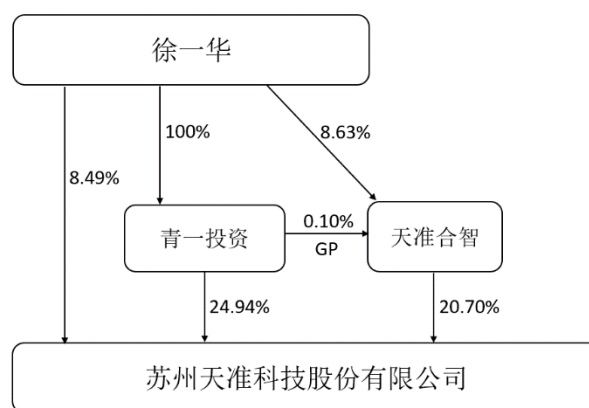 徐一华
100%
8.63%
8.49%
青一投资
0.10%
GP
天准合智
24.94%
20.70%
苏州天准科技股份有限公司